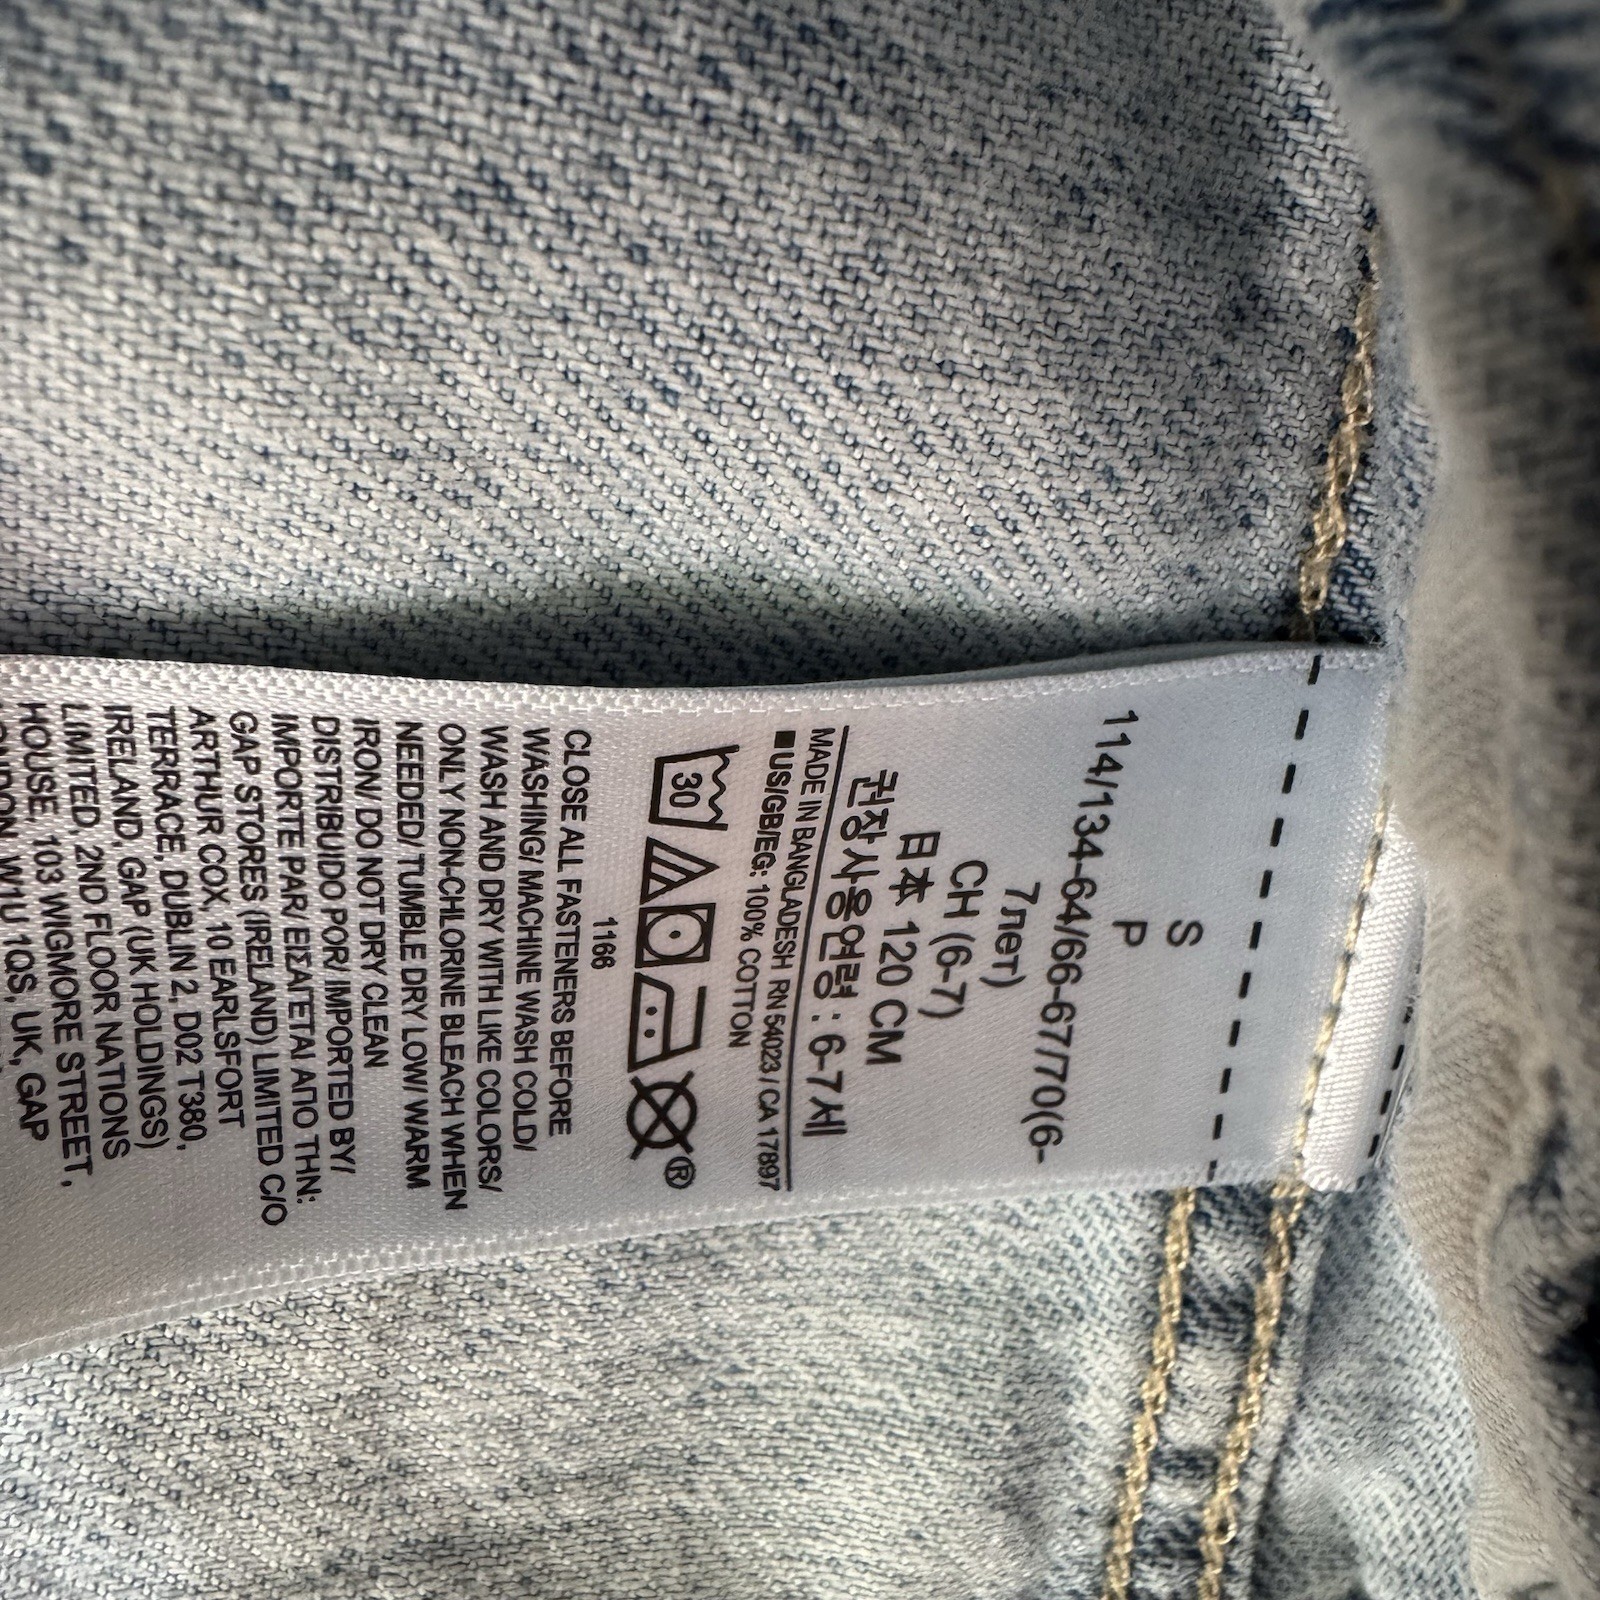 S
P
114/134-64/66-67/70(6-
7лет)
CH (6-7)
日本 120 CM
권장사용연령 : 6-7세
MADE IN BANGLADESH RN 54023 / CA 17897
■US/GB/EG: 100% COTTON
30
®
1166
CLOSE ALL FASTENERS BEFORE
WASHING/ MACHINE WASH COLD/
WASH AND DRY WITH LIKE COLORS/
ONLY NON-CHLORINE BLEACH WHEN
NEEDED/ TUMBLE DRY LOW/ WARM
IRON/ DO NOT DRY CLEAN
DISTRIBUIDO POR/ IMPORTED BY/
IMPORTE PAR/ ΕΙΣΑΓΕΤΑΙ ΑΠΟ ΤΗΝ:
GAP STORES (IRELAND) LIMITED C/O
ARTHUR COX, 10 EARLSFORT
TERRACE, DUBLIN 2, D02 T380,
IRELAND, GAP (UK HOLDINGS)
LIMITED, 2ND FLOOR NATIONS
HOUSE, 103 WIGMORE STREET,
W1U 1QS, UK, GAP